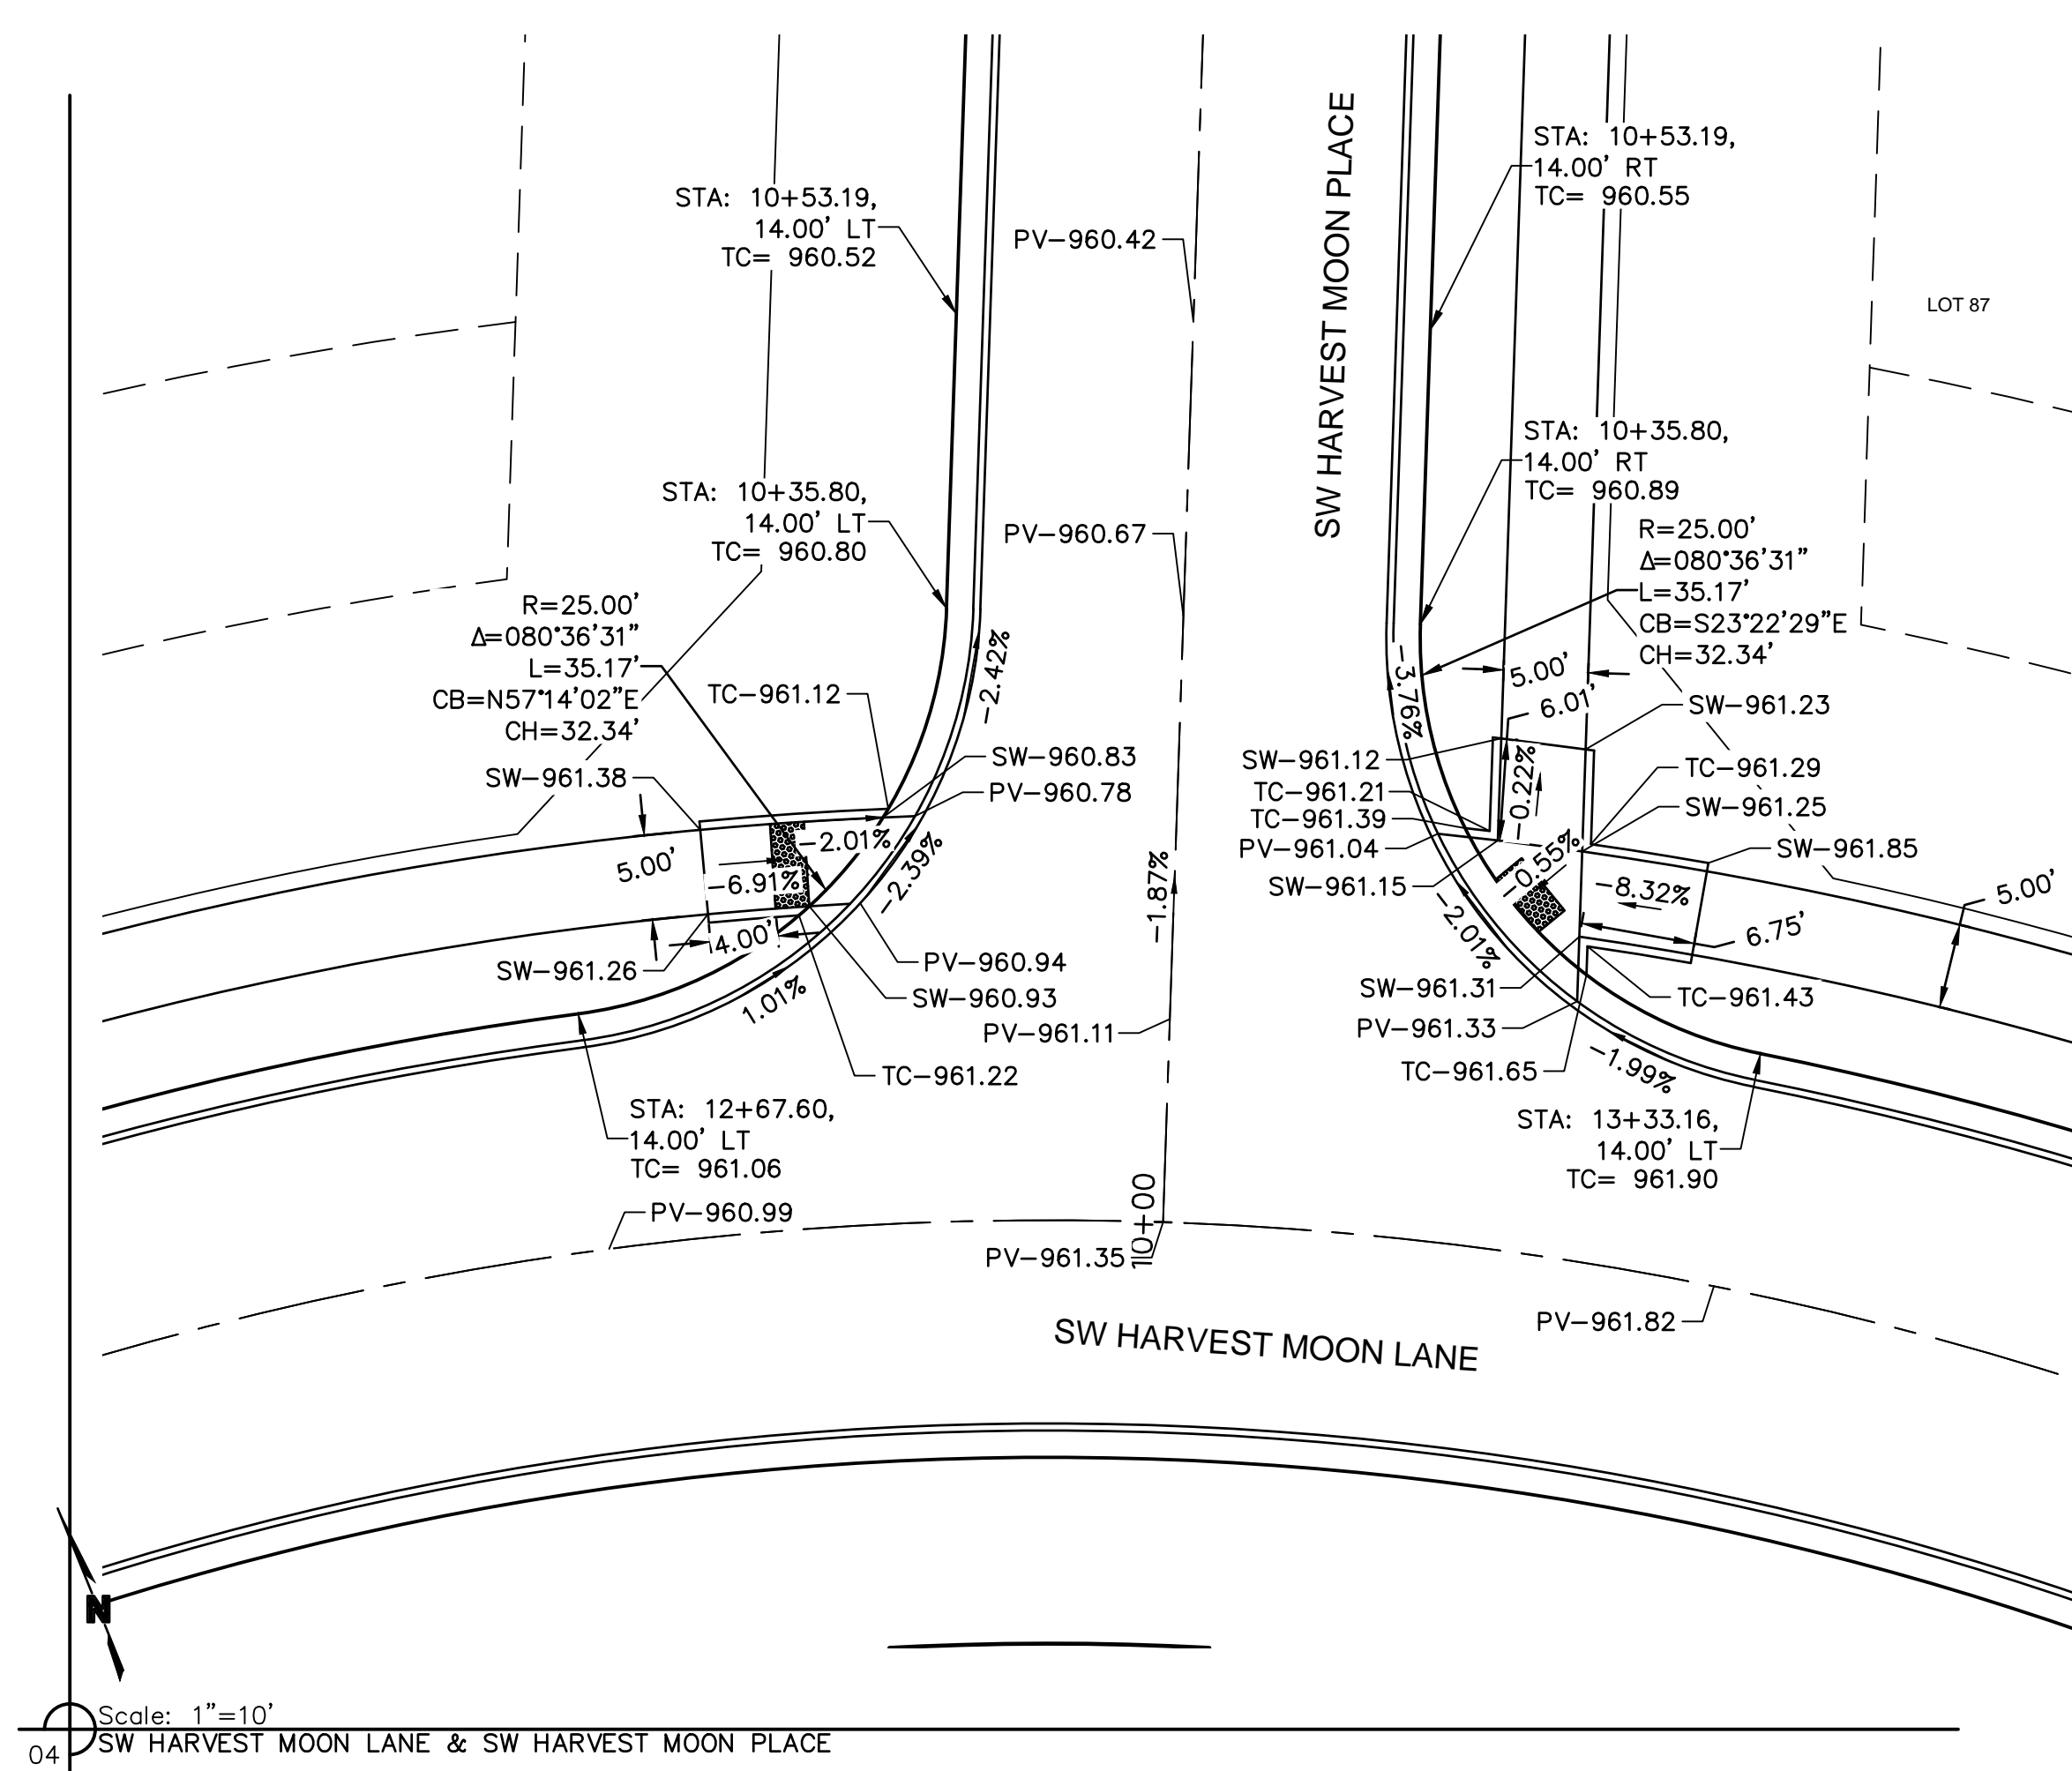 STA: 10+53.19,
14.00' LT
TC= 960.52
PV-960.42
SW HARVEST MOON PLACE
STA: 10+53.19,
14.00' RT
TC= 960.55
LOT 87
STA: 10+35.80,
14.00' LT
TC= 960.80
PV-960.67
STA: 10+35.80,
14.00' RT
TC= 960.89
R=25.00'
Δ=080°36'31"
L=35.17'
CB=N57°14'02"E
CH=32.34'
R=25.00'
Δ=080°36'31"
L=35.17'
CB=S23°22'29"E
CH=32.34'
-2.42%
-3.76%
5.00'
6.01'
TC-961.12
SW-961.38
SW-960.83
PV-960.78
SW-961.12
TC-961.21
TC-961.39
PV-961.04
SW-961.15
-0.22%
SW-961.23
TC-961.29
SW-961.25
SW-961.85
5.00'
-2.01%
-6.91%
-2.39%
-1.87%
-0.55%
-8.32%
5.00'
4.00'
SW-961.26
PV-960.94
SW-960.93
PV-961.11
1.01%
TC-961.22
-2.01%
6.75'
SW-961.31
PV-961.33
TC-961.65
TC-961.43
-1.99%
STA: 12+67.60,
14.00' LT
TC= 961.06
STA: 13+33.16,
14.00' LT
TC= 961.90
PV-960.99
10+00
PV-961.35
PV-961.82
SW HARVEST MOON LANE
N
Scale: 1"=10'
04
SW HARVEST MOON LANE & SW HARVEST MOON PLACE